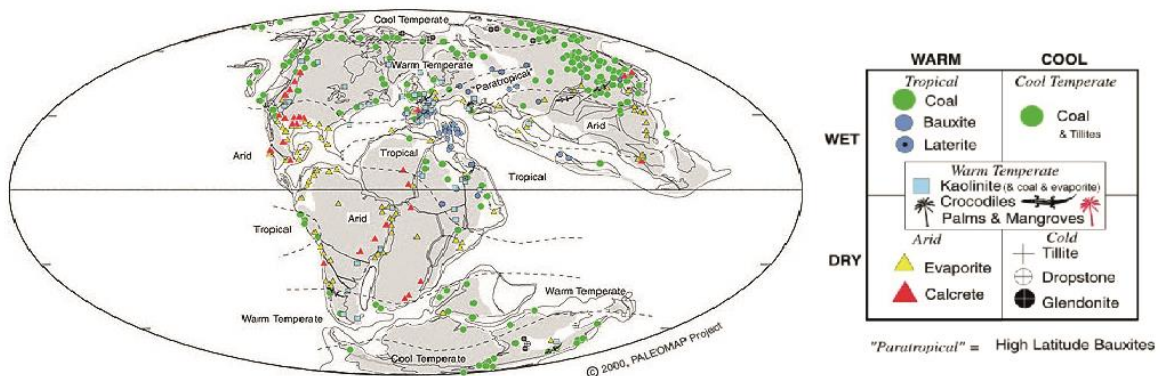 Cool Temperate
Warm Temperate
Paratropical
Arid
Arid
Tropical
Tropical
Arid
Tropical
Warm Temperate
Warm Temperate
Cool Temperate
© 2000, PALEOMAP Project
WARM COOL
WET
DRY
Tropical
Coal
Bauxite
Laterite
Cool Temperate
Coal
& Tillites
Warm Temperate
Kaolinite (& coal & evaporite)
Crocodiles
Palms & Mangroves
Arid
Evaporite
Calcrete
Cold
Tillite
Dropstone
Glendonite
"Paratropical" = High Latitude Bauxites